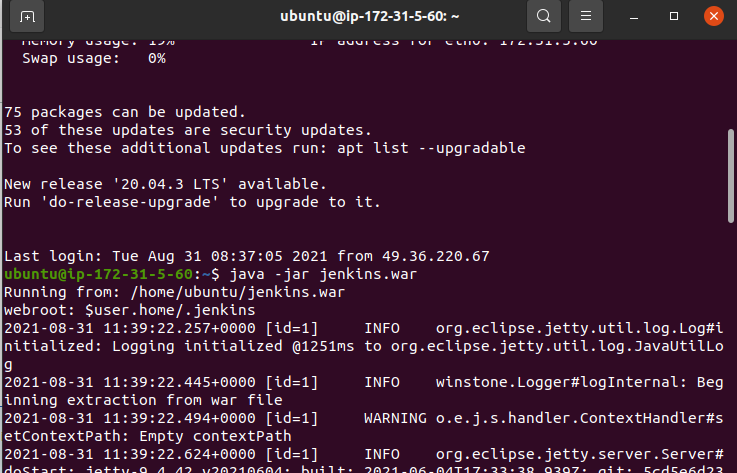 ubuntu@ip-172-31-5-60: ~
Memory usage: 19% IP address for eth0: 172.31.5.60
Swap usage: 0%
75 packages can be updated.
53 of these updates are security updates.
To see these additional updates run: apt list --upgradable
New release '20.04.3 LTS' available.
Run 'do-release-upgrade' to upgrade to it.
Last login: Tue Aug 31 08:37:05 2021 from 49.36.220.67
ubuntu@ip-172-31-5-60:~$ java -jar jenkins.war
Running from: /home/ubuntu/jenkins.war
webroot: $user.home/.jenkins
2021-08-31 11:39:22.257+0000 [id=1] INFO org.eclipse.jetty.util.log.Log#i
nitialized: Logging initialized @1251ms to org.eclipse.jetty.util.log.JavaUtilLo
g
2021-08-31 11:39:22.445+0000 [id=1] INFO winstone.Logger#logInternal: Beg
inning extraction from war file
2021-08-31 11:39:22.494+0000 [id=1] WARNING o.e.j.s.handler.ContextHandler#s
etContextPath: Empty contextPath
2021-08-31 11:39:22.624+0000 [id=1] INFO org.eclipse.jetty.server.Server#
doStart: jetty-9.4.42.v20210604; built: 2021-06-04T17:33:38.939Z; git: 5cd5e6d23